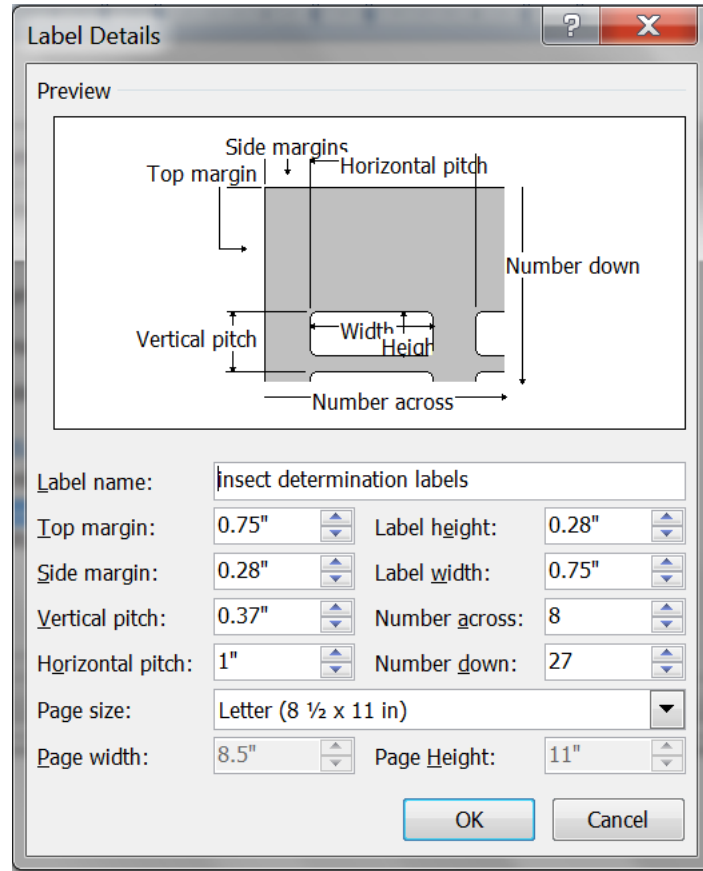 Label Details
?
X
Preview
Side margins
Top margin
Horizontal pitch
Number down
Vertical pitch
Width
Heigh
Number across
Label name: insect determination labels
Top margin: 0.75" Label height: 0.28"
Side margin: 0.28" Label width: 0.75"
Vertical pitch: 0.37" Number across: 8
Horizontal pitch: 1" Number down: 27
Page size: Letter (8 ½ x 11 in)
Page width: 8.5" Page Height: 11"
OK Cancel